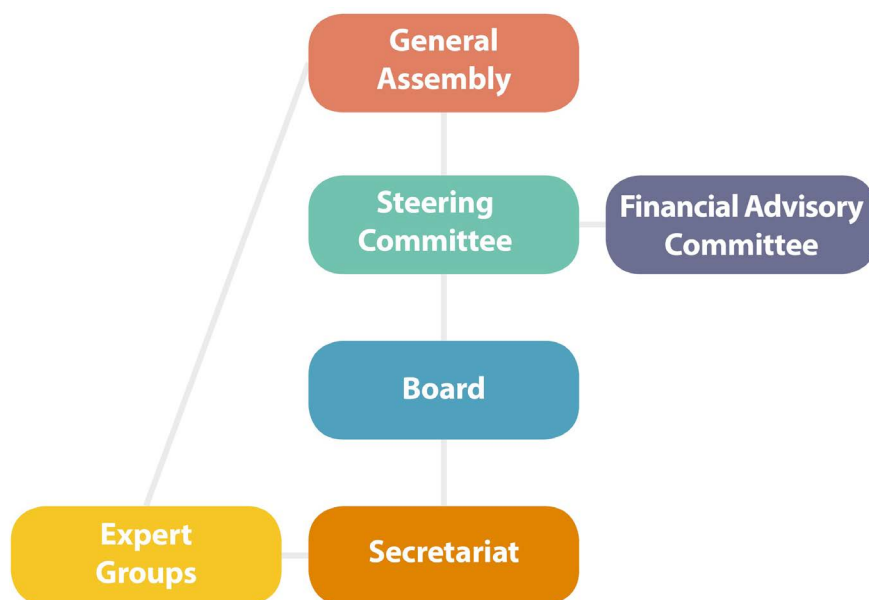 General
Assembly
Steering
Committee
Financial Advisory
Committee
Board
Expert
Groups
Secretariat